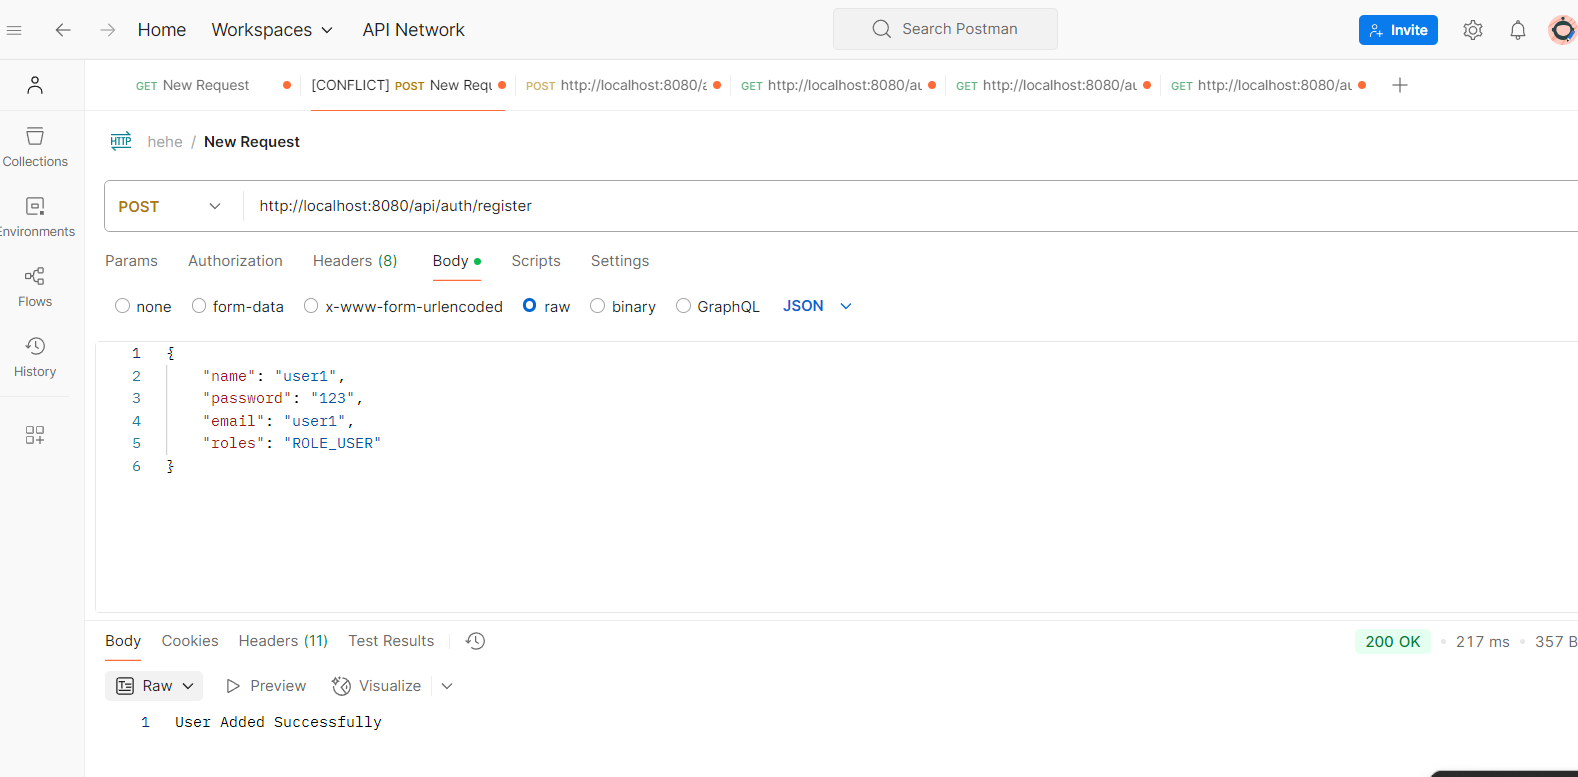 Home Workspaces API Network Search Postman Invite
GET New Request [CONFLICT] POST New Requ POST http://localhost:8080/a GET http://localhost:8080/au GET http://localhost:8080/au GET http://localhost:8080/au
HTTP hehe / New Request
Collections
Environments
Flows
History
POST http://localhost:8080/api/auth/register
Params Authorization Headers (8) Body Scripts Settings
none form-data x-www-form-urlencoded raw binary GraphQL JSON
1 {
2 "name": "user1",
3 "password": "123",
4 "email": "user1",
5 "roles": "ROLE_USER"
6 }
Body Cookies Headers (11) Test Results 200 OK • 217 ms • 357 B
Raw Preview Visualize
1 User Added Successfully